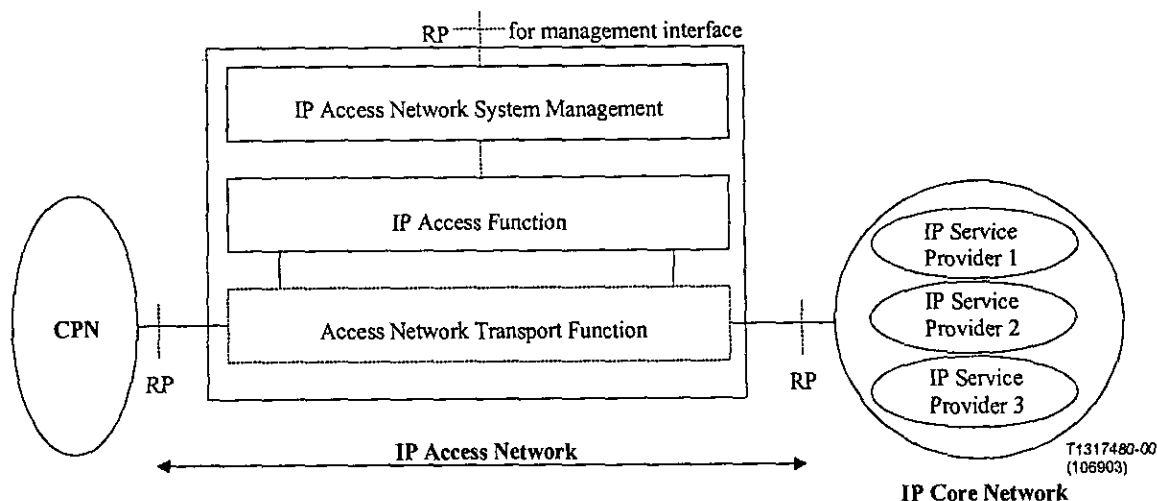 RP for management interface
IP Access Network System Management
IP Access Function
Access Network Transport Function
CPN
RP
RP
IP Service
Provider 1
IP Service
Provider 2
IP Service
Provider 3
IP Access Network
T1317480-00
(106903)
IP Core Network